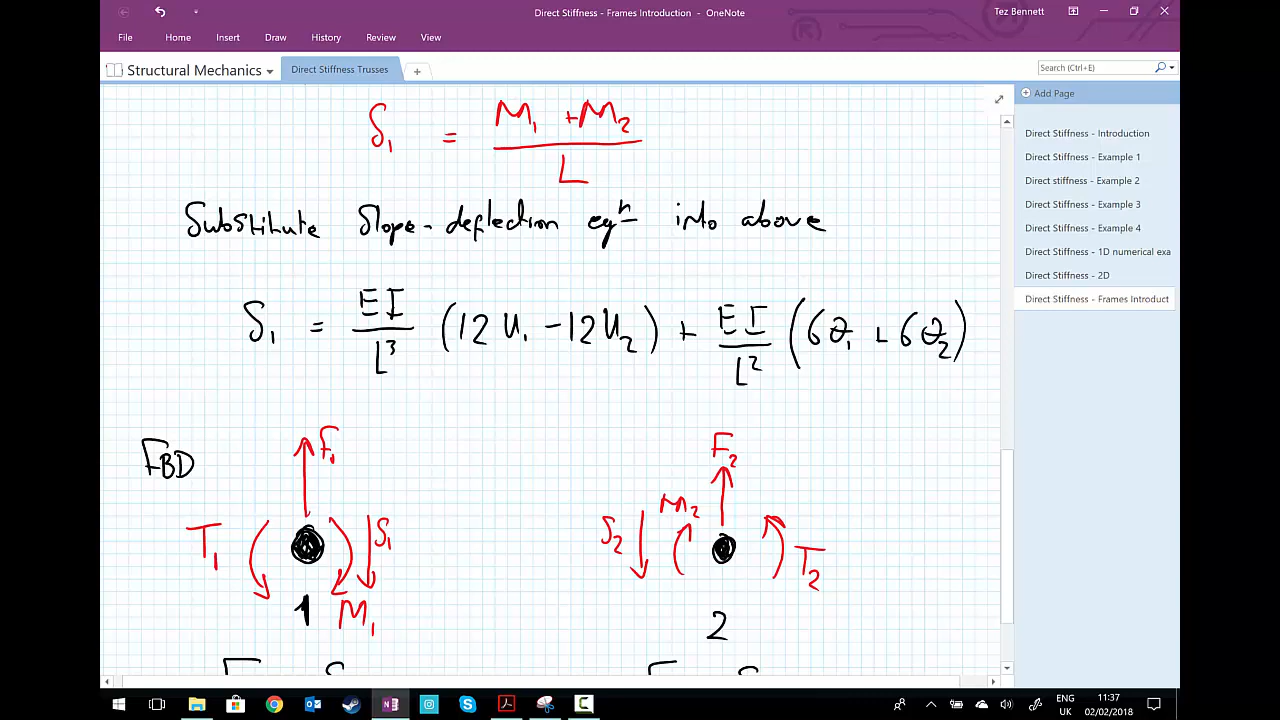 Direct Stiffness - Frames Introduction - OneNote
Tez Bennett
File Home Insert Draw History Review View
Structural Mechanics
Direct Stiffness Trusses
+
Search (Ctrl+E)
Add Page
Direct Stiffness - Introduction
Direct Stiffness - Example 1
Direct stiffness - Example 2
Direct Stiffness - Example 3
Direct Stiffness - Example 4
Direct Stiffness - 1D numerical exa
Direct Stiffness - 2D
Direct Stiffness - Frames Introduct
S₁ = M₁ + M₂ / L
Substitute Slope-deflection eqⁿ into above
S₁ = EI/L³ (12U₁ - 12U₂) + EI/L² (6θ₁ + 6θ₂)
FBD
F₁
T₁
S₁
M₁
1
F₂
M₂
S₂
T₂
2
ENG
UK
11:37
02/02/2018